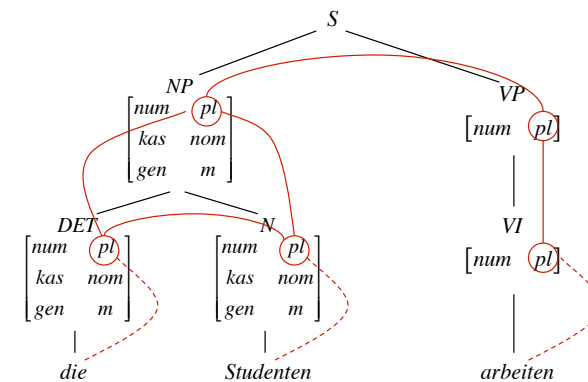 S
NP VP
num pl
kas nom
gen m
num pl
DET N VI
num pl
kas nom
gen m
num pl
kas nom
gen m
num pl
die Studenten arbeiten